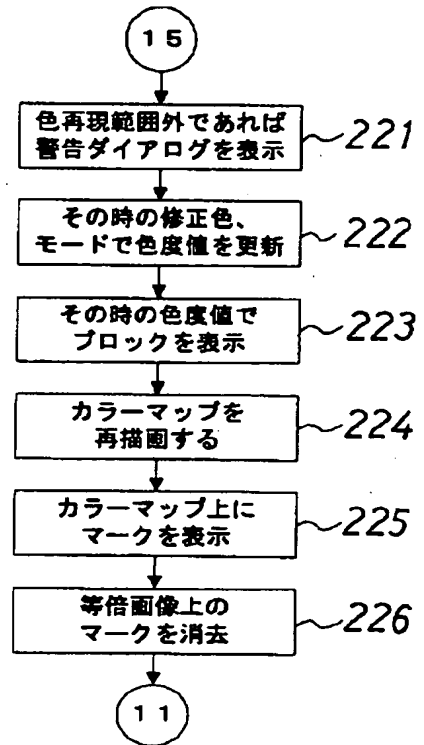 15
色再現範囲外であれば
警告ダイアログを表示
221
その時の修正色、
モードで色度値を更新
222
その時の色度値で
ブロックを表示
223
カラーマップを
再描画する
224
カラーマップ上に
マークを表示
225
等倍画像上の
マークを消去
226
11